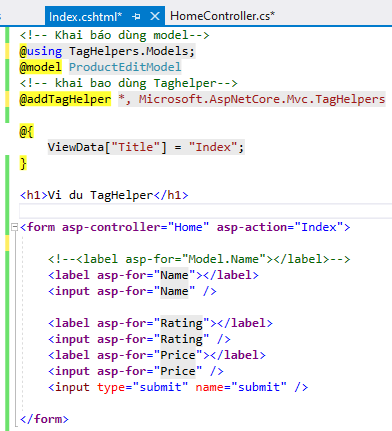 Index.cshtml* HomeController.cs*
<!-- Khai báo dùng model-->
@using TagHelpers.Models;
@model ProductEditModel
<!-- khai bao dùng Taghelper-->
@addTagHelper *, Microsoft.AspNetCore.Mvc.TagHelpers
@{
ViewData["Title"] = "Index";
}
<h1>Vi du TagHelper</h1>
<form asp-controller="Home" asp-action="Index">
<!--<label asp-for="Model.Name"></label>-->
<label asp-for="Name"></label>
<input asp-for="Name" />
<label asp-for="Rating"></label>
<input asp-for="Rating" />
<label asp-for="Price"></label>
<input asp-for="Price" />
<input type="submit" name="submit" />
</form>